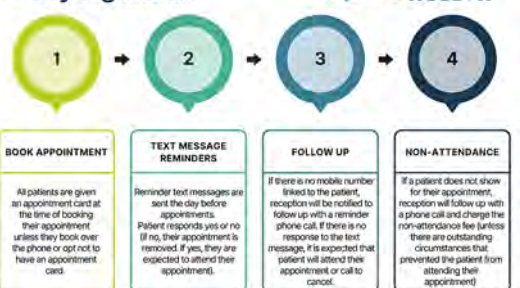 1
2
3
4
BOOK APPOINTMENT
All patients are given
an appointment card at
the time of booking
their appointment
unless they book over
the phone or opt not to
have an appointment
card.
TEXT MESSAGE
REMINDERS
Reminder text messages are
sent the day before
appointments.
Patient responds yes or no
(if no, their appointment is
removed. If yes, they are
expected to attend their
appointment).
FOLLOW UP
If there is no mobile number
linked to the patient,
reception will be notified to
follow up with a reminder
phone call. If there is no
response to the text
message, it is expected that
patient will attend their
appointment or call to
cancel.
NON-ATTENDANCE
If a patient does not show
for their appointment,
reception will follow up with
a phone call and charge the
non-attendance fee (unless
there are outstanding
circumstances that
prevented the patient from
attending their
appointment)